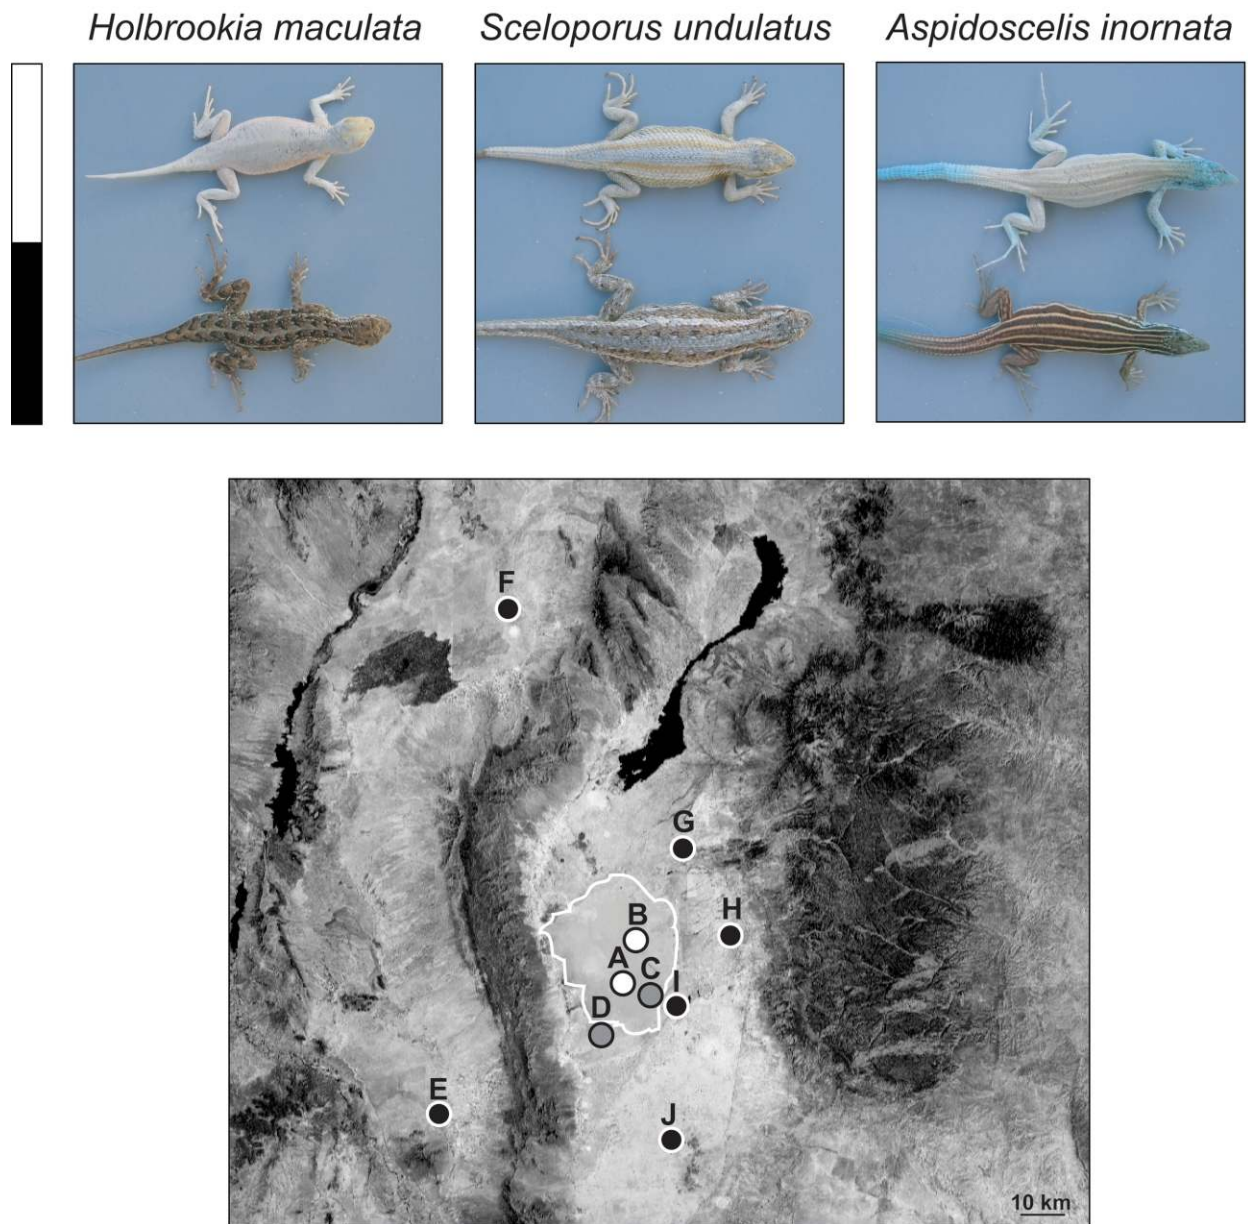 Holbrookia maculata
Sceloporus undulatus
Aspidoscelis inornata
F
G
B
H
A
C
I
D
E
J
10 km